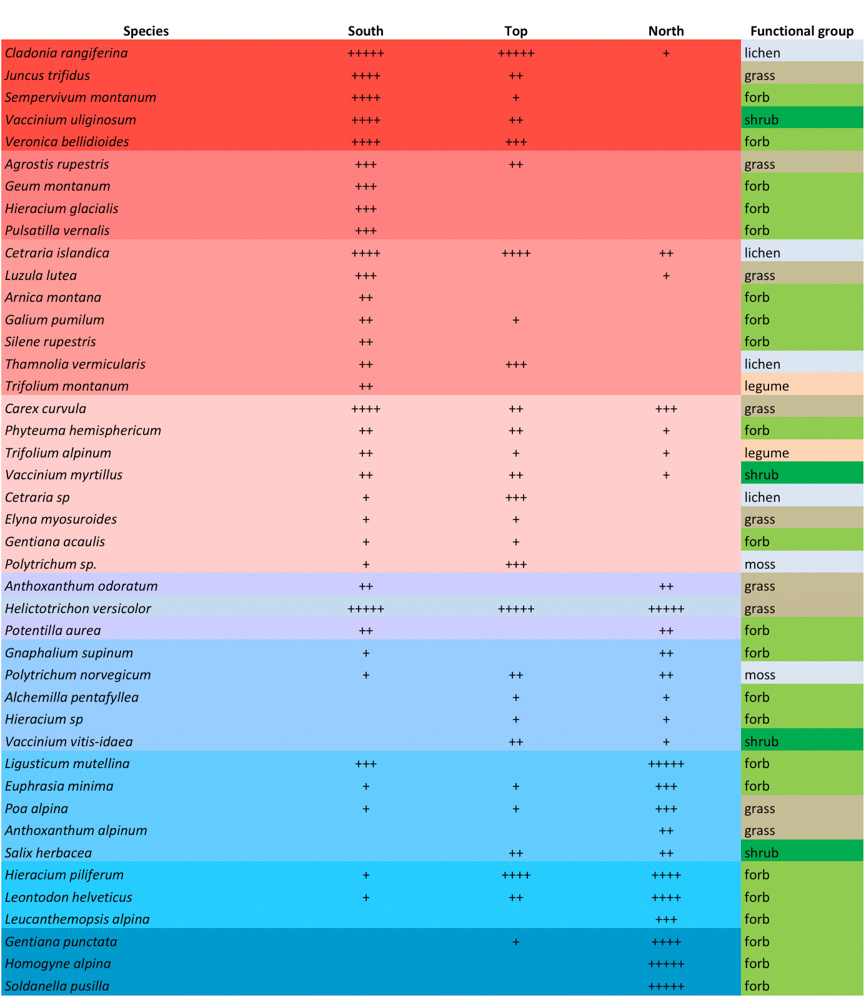 Species South Top North Functional group
Cladonia rangiferina +++++ +++++ + lichen
Juncus trifidus ++++ ++ grass
Sempervivum montanum ++++ + forb
Vaccinium uliginosum ++++ ++ shrub
Veronica bellidioides ++++ +++ forb
Agrostis rupestris +++ ++ grass
Geum montanum +++ forb
Hieracium glacialis +++ forb
Pulsatilla vernalis +++ forb
Cetraria islandica ++++ ++++ ++ lichen
Luzula lutea +++ + grass
Arnica montana ++ forb
Galium pumilum ++ + forb
Silene rupestris ++ forb
Thamnolia vermicularis ++ +++ lichen
Trifolium montanum ++ legume
Carex curvula ++++ ++ +++ grass
Phyteuma hemisphericum ++ ++ + forb
Trifolium alpinum ++ + + legume
Vaccinium myrtillus ++ ++ + shrub
Cetraria sp + +++ lichen
Elyna myosuroides + + grass
Gentiana acaulis + + forb
Polytrichum sp. + +++ moss
Anthoxanthum odoratum ++ ++ grass
Helictotrichon versicolor +++++ +++++ +++++ grass
Potentilla aurea ++ ++ forb
Gnaphalium supinum + ++ forb
Polytrichum norvegicum + ++ ++ moss
Alchemilla pentafyllea + + forb
Hieracium sp + + forb
Vaccinium vitis-idaea ++ + shrub
Ligusticum mutellina +++ +++++ forb
Euphrasia minima + + +++ forb
Poa alpina + + +++ grass
Anthoxanthum alpinum ++ grass
Salix herbacea ++ ++ shrub
Hieracium piliferum + ++++ ++++ forb
Leontodon helveticus + ++ ++++ forb
Leucanthemopsis alpina +++ forb
Gentiana punctata + ++++ forb
Homogyne alpina +++++ forb
Soldanella pusilla +++++ forb